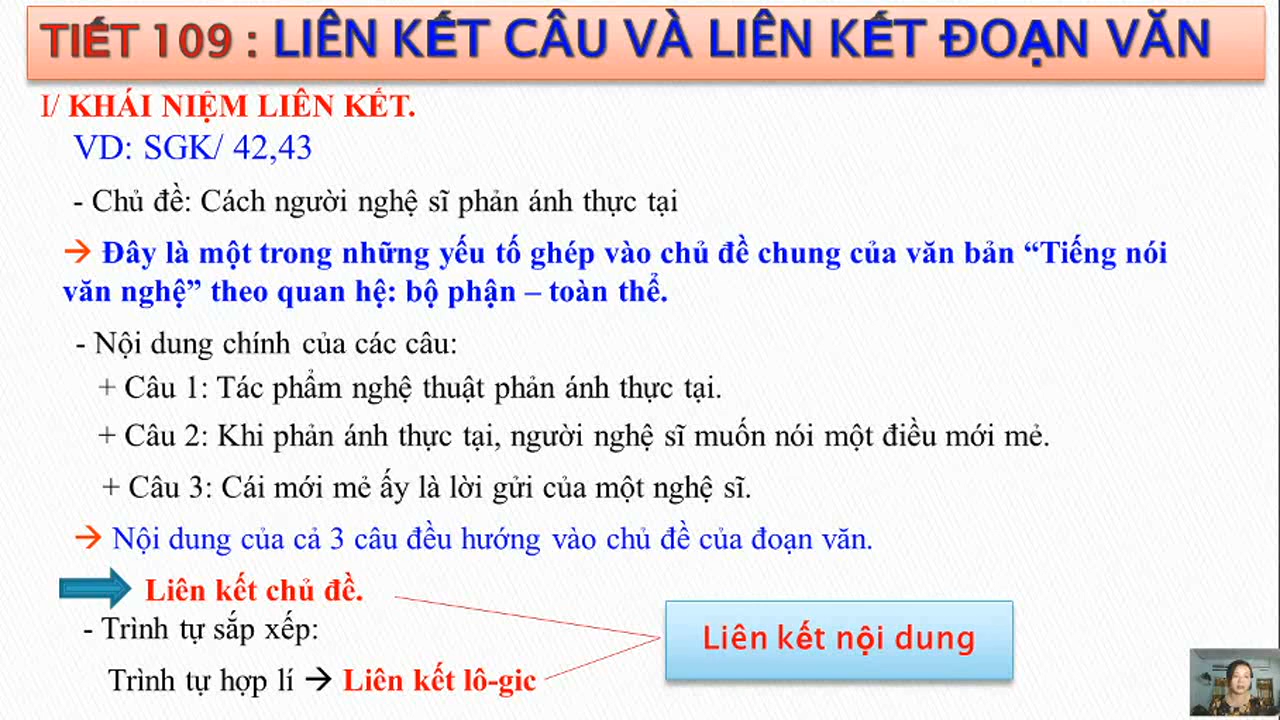 TIẾT 109 : LIÊN KẾT CÂU VÀ LIÊN KẾT ĐOẠN VĂN
I/ KHÁI NIỆM LIÊN KẾT.
VD: SGK/ 42,43
- Chủ đề: Cách người nghệ sĩ phản ánh thực tại
→ Đây là một trong những yếu tố ghép vào chủ đề chung của văn bản “Tiếng nói
văn nghệ” theo quan hệ: bộ phận – toàn thể.
- Nội dung chính của các câu:
+ Câu 1: Tác phẩm nghệ thuật phản ánh thực tại.
+ Câu 2: Khi phản ánh thực tại, người nghệ sĩ muốn nói một điều mới mẻ.
+ Câu 3: Cái mới mẻ ấy là lời gửi của một nghệ sĩ.
→ Nội dung của cả 3 câu đều hướng vào chủ đề của đoạn văn.
Liên kết chủ đề.
- Trình tự sắp xếp:
Trình tự hợp lí → Liên kết lô-gic
Liên kết nội dung